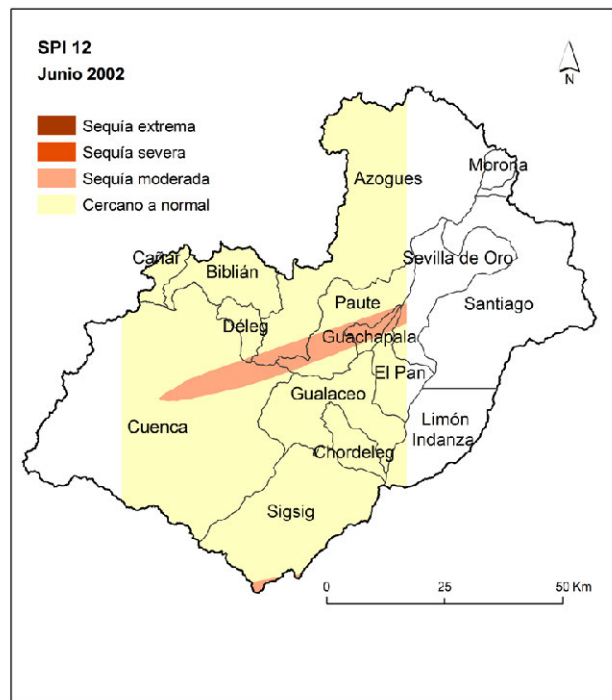 SPI 12
Junio 2002
N
Sequía extrema
Sequía severa
Sequía moderada
Cercano a normal
Azogues
Morona
Cañar
Biblián
Sevilla de Oro
Paute
Santiago
Déleg
Guachapala
El Pan
Gualaceo
Limón
Indanza
Cuenca
Chordeleg
Sigsig
0 25 50 Km